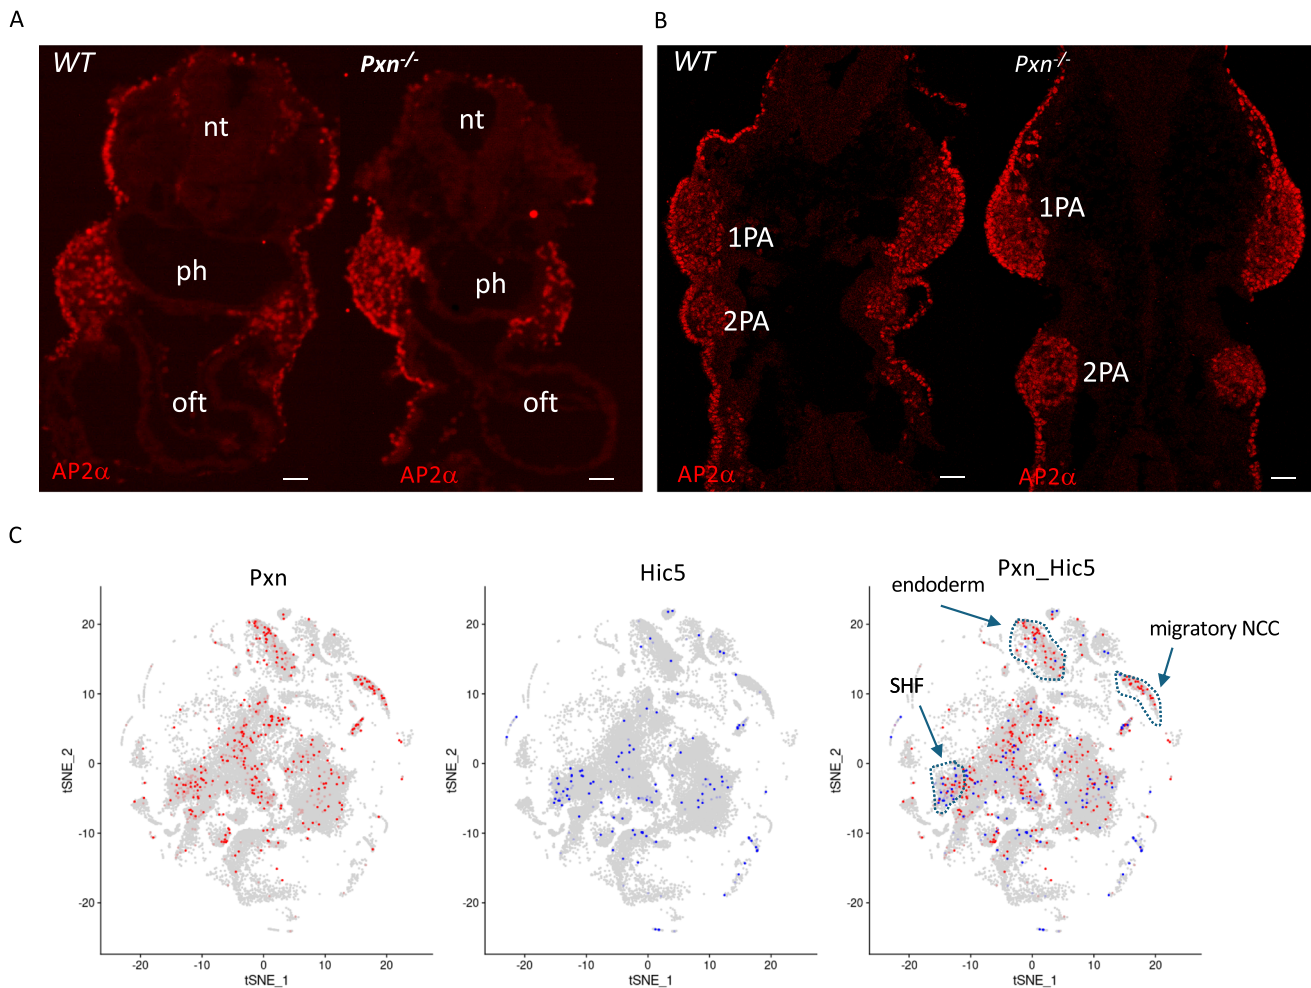 A
B
WT
Pxn-/-
nt
nt
ph
ph
oft
oft
AP2α
AP2α
WT
Pxn-/-
1PA
1PA
2PA
2PA
AP2α
AP2α
C
Pxn
20
10
0
-10
-20
tSNE_2
-20
-10
0
10
20
tSNE_1
Hic5
20
10
0
-10
-20
tSNE_2
-20
-10
0
10
20
tSNE_1
Pxn_Hic5
endoderm
migratory NCC
SHF
20
10
0
-10
-20
tSNE_2
-20
-10
0
10
20
tSNE_1